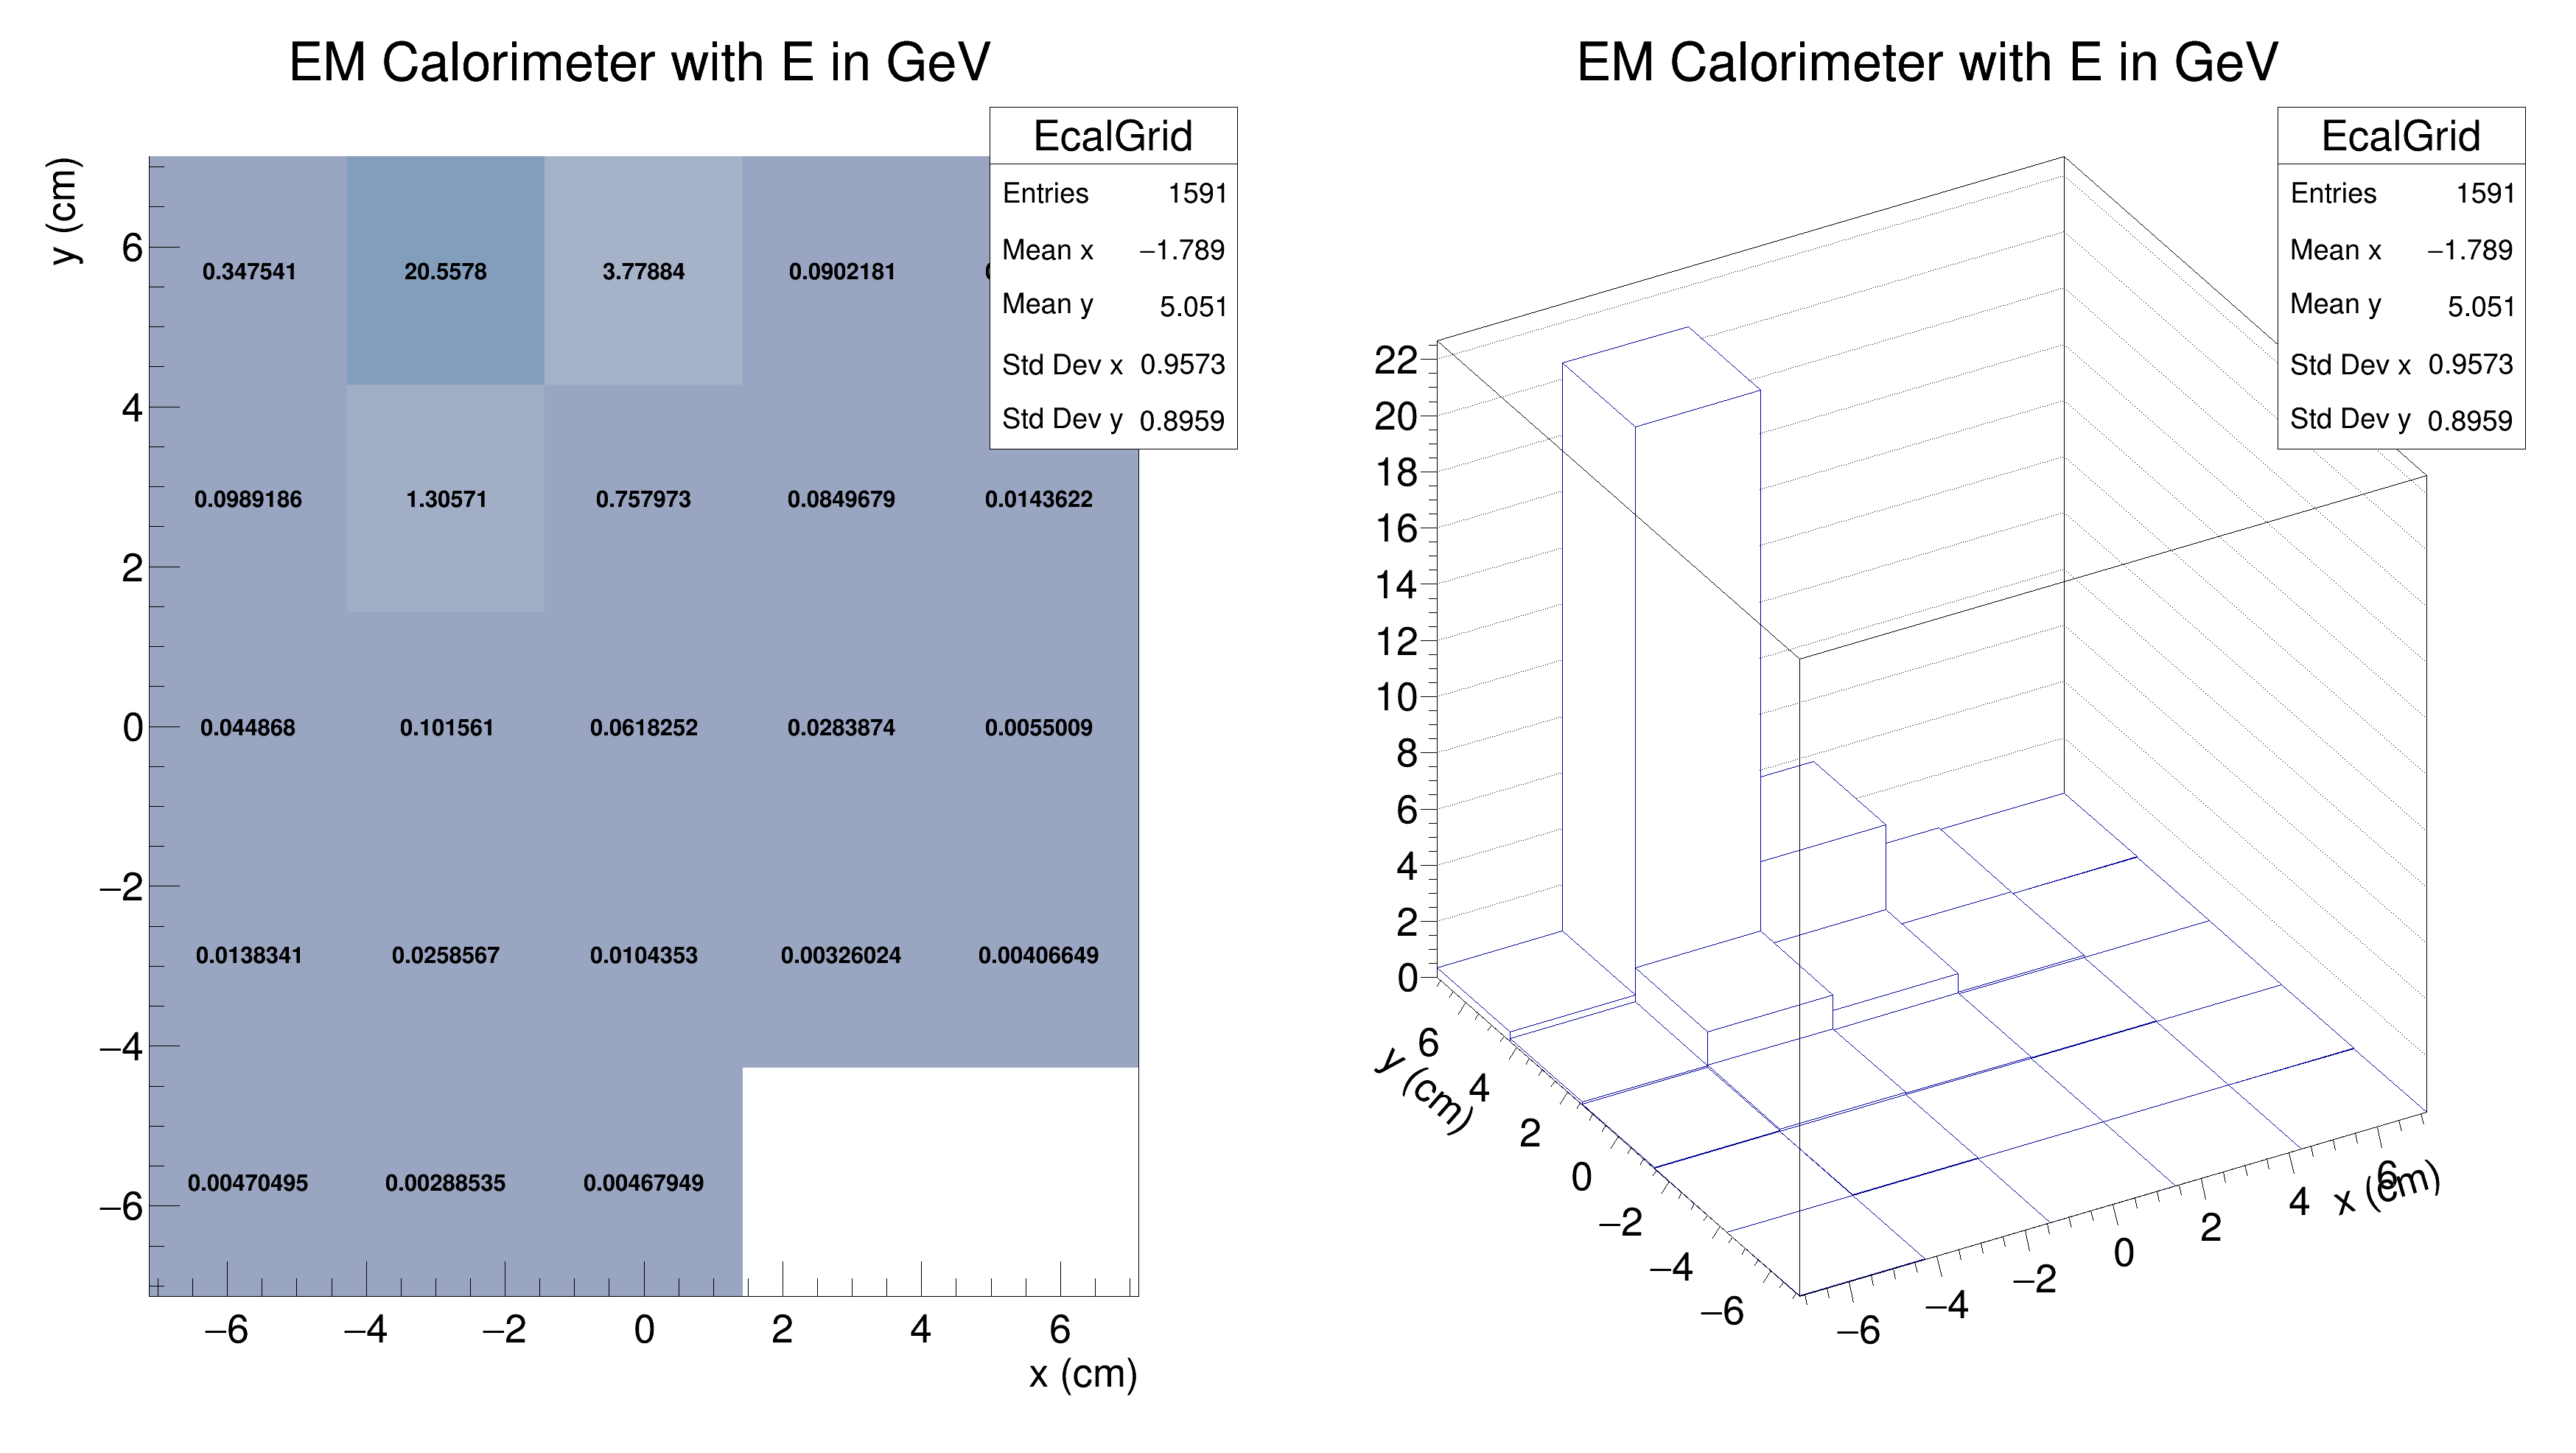 EM Calorimeter with E in GeV
EcalGrid
Entries 1591
Mean x −1.789
Mean y 5.051
Std Dev x 0.9573
Std Dev y 0.8959
y (cm)
6
4
2
0
−2
−4
−6
0.347541 20.5578 3.77884 0.0902181
0.0989186 1.30571 0.757973 0.0849679 0.0143622
0.044868 0.101561 0.0618252 0.0283874 0.0055009
0.0138341 0.0258567 0.0104353 0.00326024 0.00406649
0.00470495 0.00288535 0.00467949
−6 −4 −2 0 2 4 6
x (cm)
EM Calorimeter with E in GeV
EcalGrid
Entries 1591
Mean x −1.789
Mean y 5.051
Std Dev x 0.9573
Std Dev y 0.8959
22
20
18
16
14
12
10
8
6
4
2
0
y (cm)
6
4
2
0
−2
−4
−6
−6 −4 −2 0 2 4 6
x (cm)